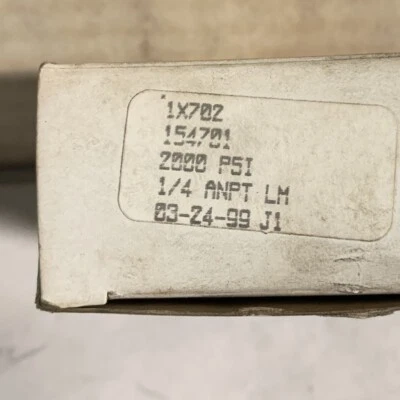 1X702
154701
2000 PSI
1/4 ANPT LM
03-24-99 J1